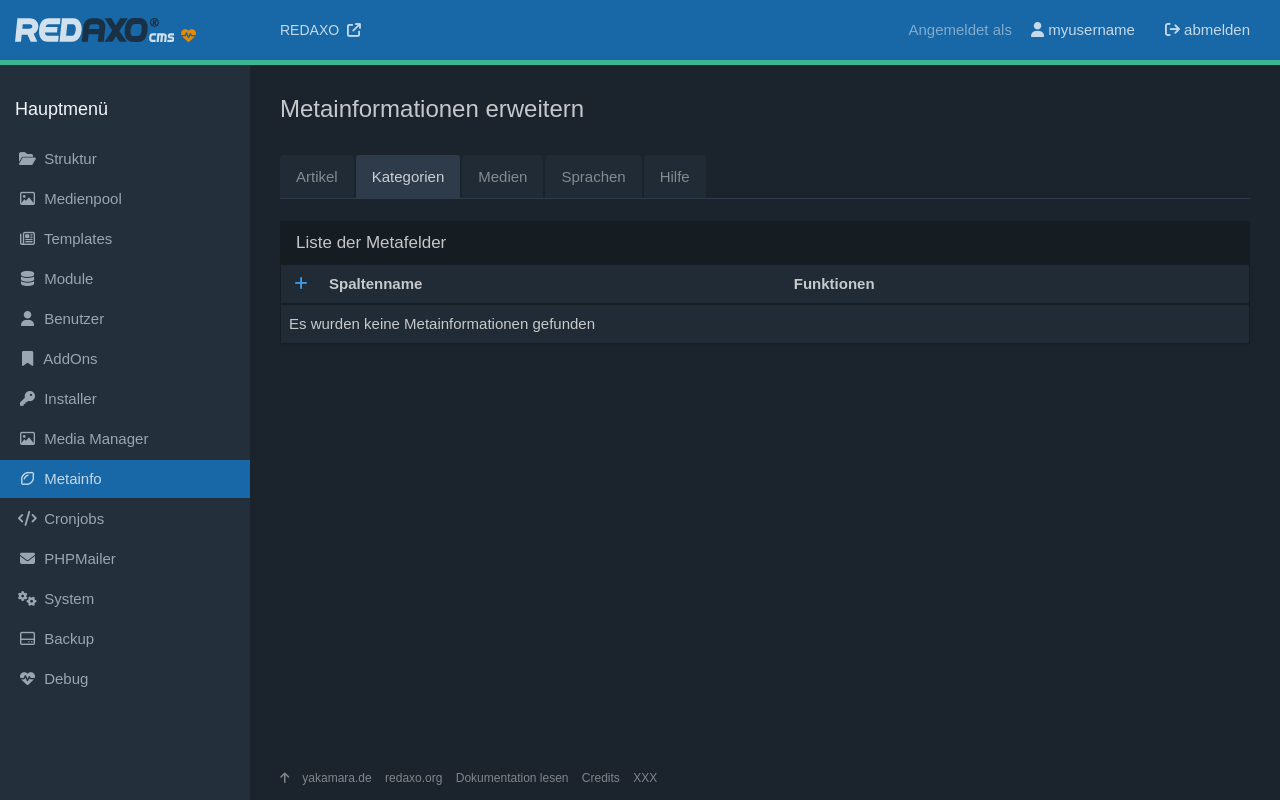 REDAXO® cms
REDAXO
Angemeldet als myusername abmelden
Hauptmenü
Struktur
Medienpool
Templates
Module
Benutzer
AddOns
Installer
Media Manager
Metainfo
Cronjobs
PHPMailer
System
Backup
Debug
Metainformationen erweitern
Artikel Kategorien Medien Sprachen Hilfe
Liste der Metafelder
Spaltenname Funktionen
Es wurden keine Metainformationen gefunden
yakamara.de redaxo.org Dokumentation lesen Credits XXX